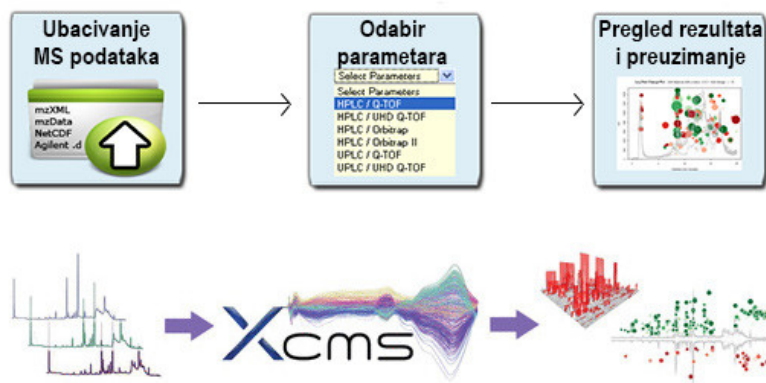 Ubacivanje
MS podataka
mzXML
mzData
NetCDF
Agilent .d
Odabir
parametara
Select Parameters
Select Parameters
HPLC / Q-TOF
HPLC / UHD Q-TOF
HPLC / Orbitrap
HPLC / Orbitrap II
UPLC / Q-TOF
UPLC / UHD Q-TOF
Pregled rezultata
i preuzimanje
Xcms